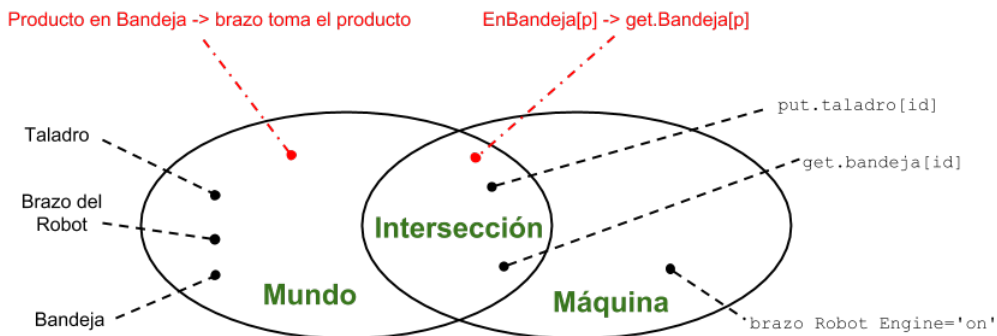 Producto en Bandeja -> brazo toma el producto
EnBandeja[p] -> get.Bandeja[p]
put.taladro[id]
Taladro
get.bandeja[id]
Brazo del
Robot
Intersección
Mundo
Máquina
Bandeja
brazo Robot Engine='on'